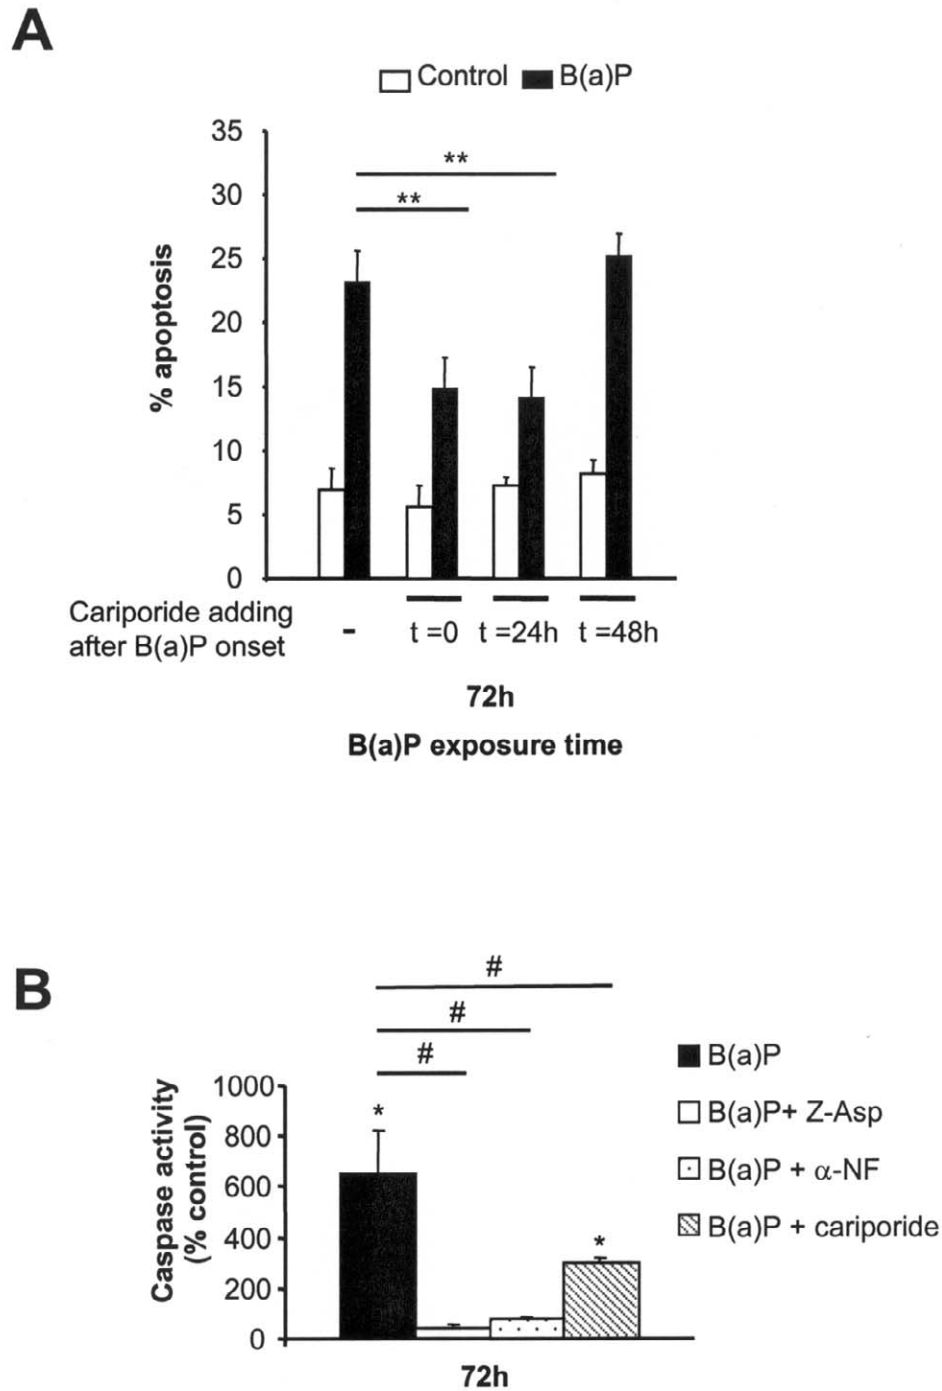 A
Control B(a)P
35
30
25
20
15
10
5
0
% apoptosis
**
**
Cariporide adding
after B(a)P onset
- t =0 t =24h t =48h
72h
B(a)P exposure time
B
#
#
#
1000
800
600
400
200
0
Caspase activity
(% control)
*
*
B(a)P
B(a)P+ Z-Asp
B(a)P + α-NF
B(a)P + cariporide
72h